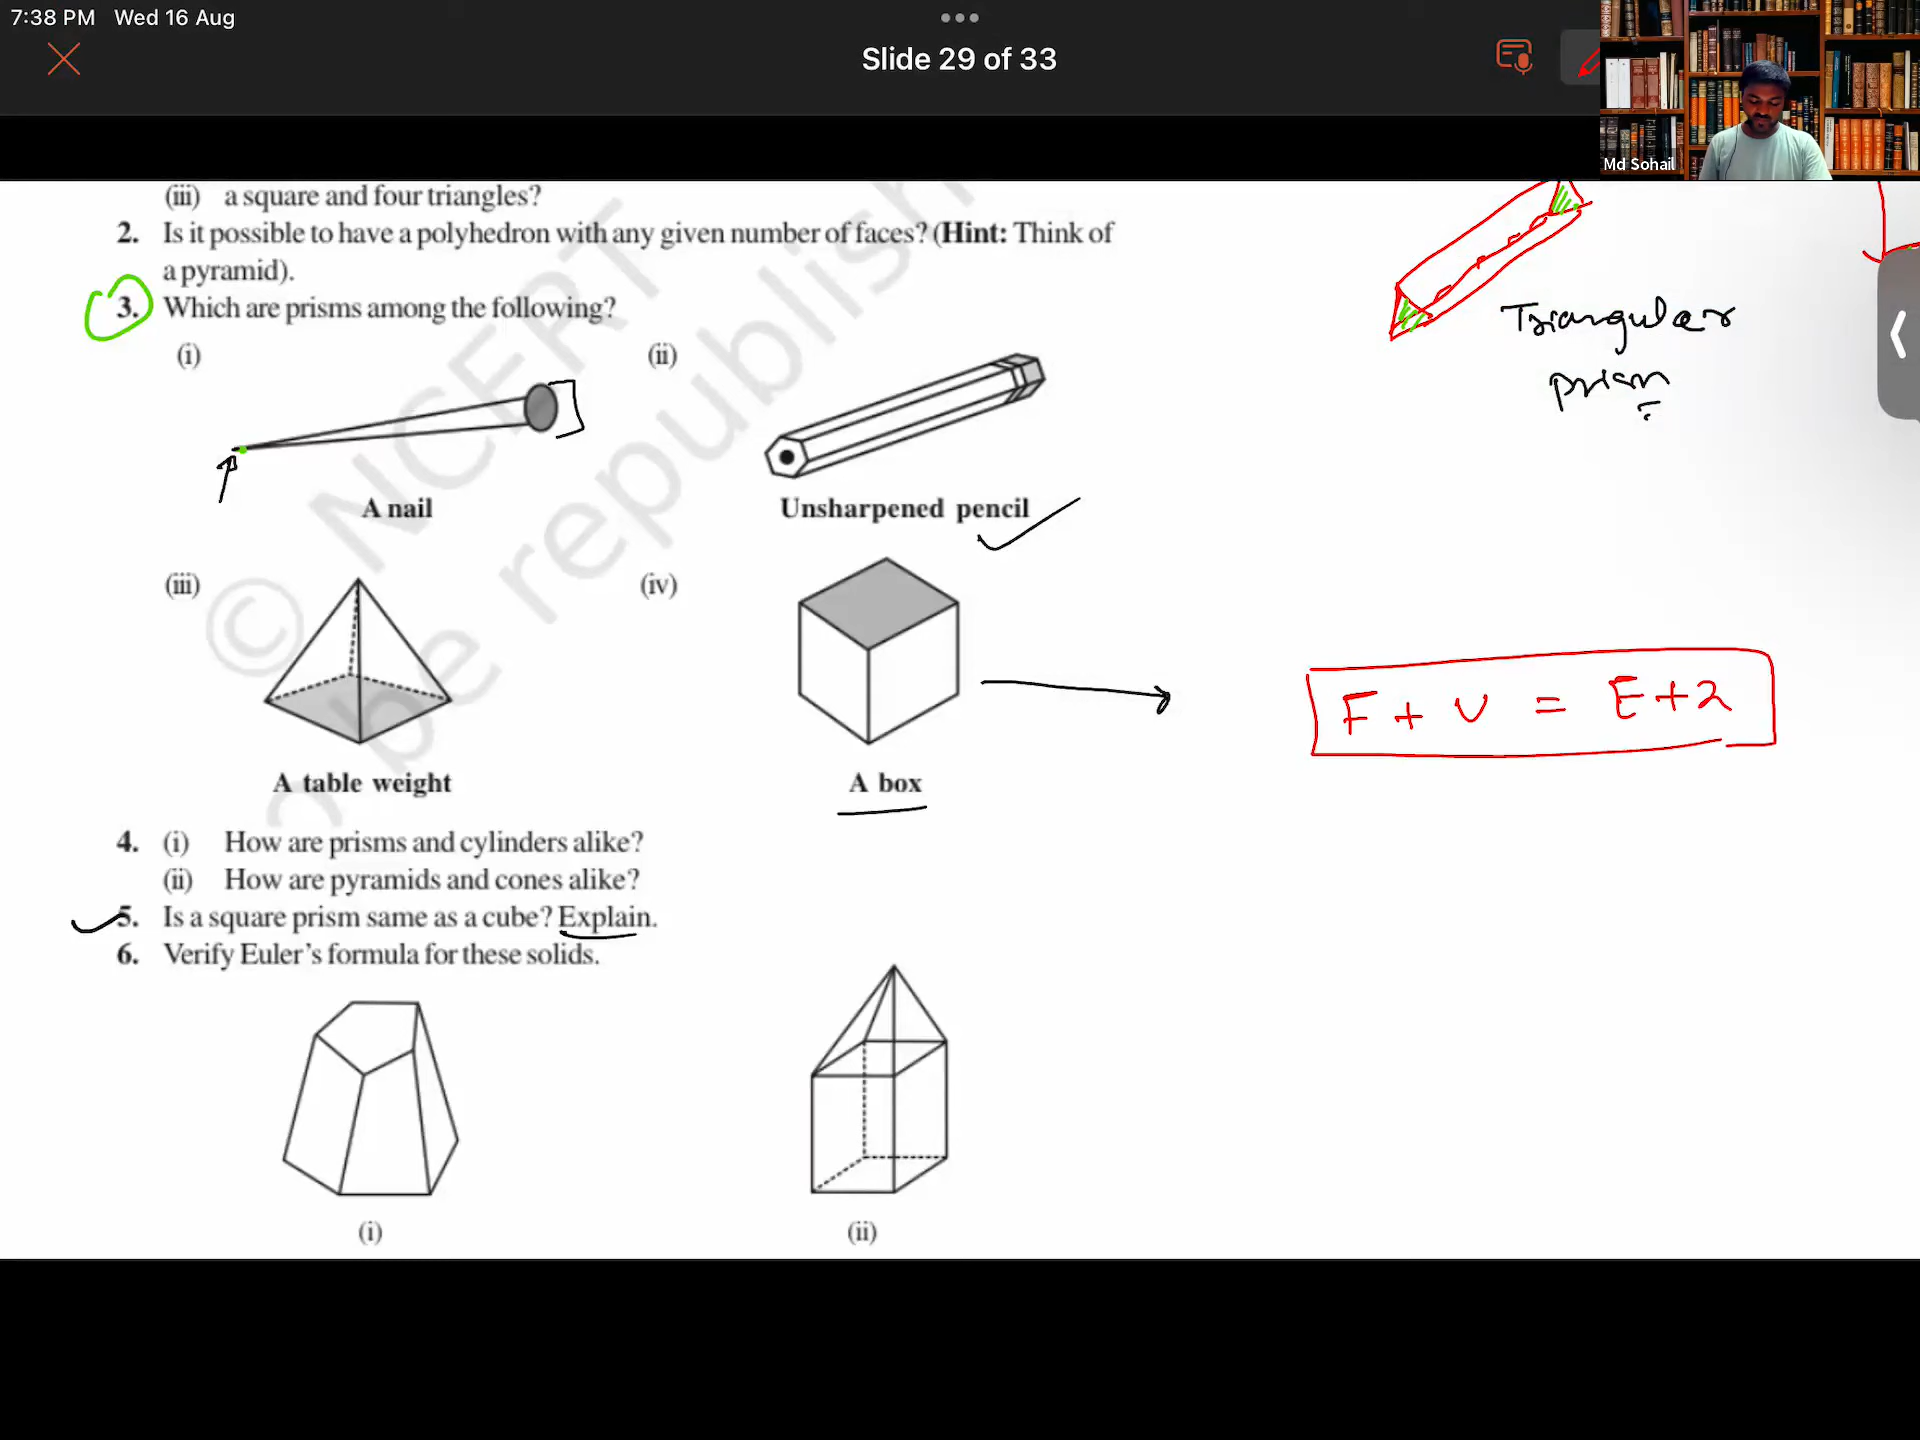 7:38 PM Wed 16 Aug
Slide 29 of 33
Md Sohail
(iii) a square and four triangles?
2. Is it possible to have a polyhedron with any given number of faces? (Hint: Think of
a pyramid).
3. Which are prisms among the following?
(i) (ii)
A nail Unsharpened pencil
(iii) (iv)
A table weight A box
4. (i) How are prisms and cylinders alike?
(ii) How are pyramids and cones alike?
5. Is a square prism same as a cube? Explain.
6. Verify Euler's formula for these solids.
(i) (ii)
Triangular
prism
F + V = E+2
© NCERT
be republish